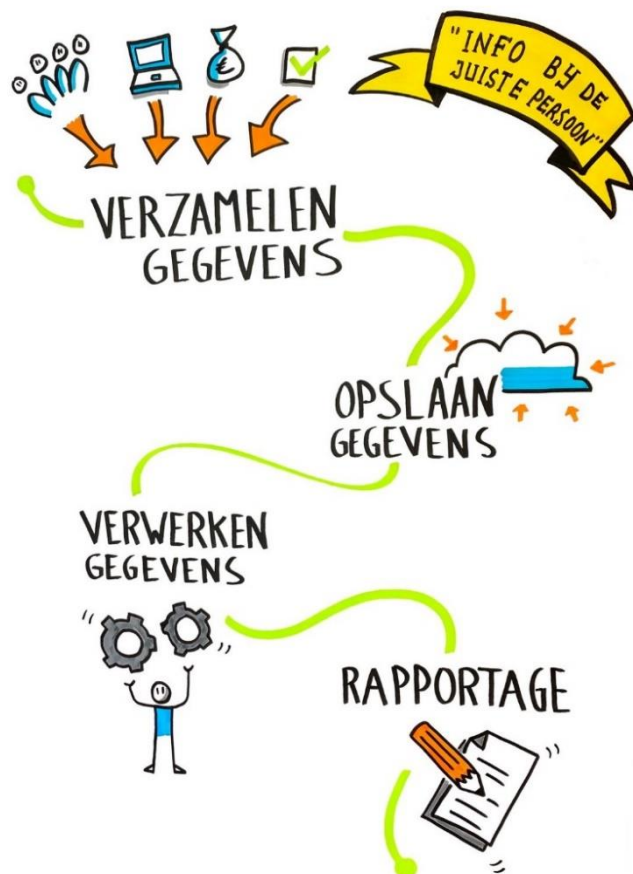 "INFO BY DE
JUISTE PERSOON"
VERZAMELEN
GEGEVENS
OPSLAAN
GEGEVENS
VERWERKEN
GEGEVENS
RAPPORTAGE